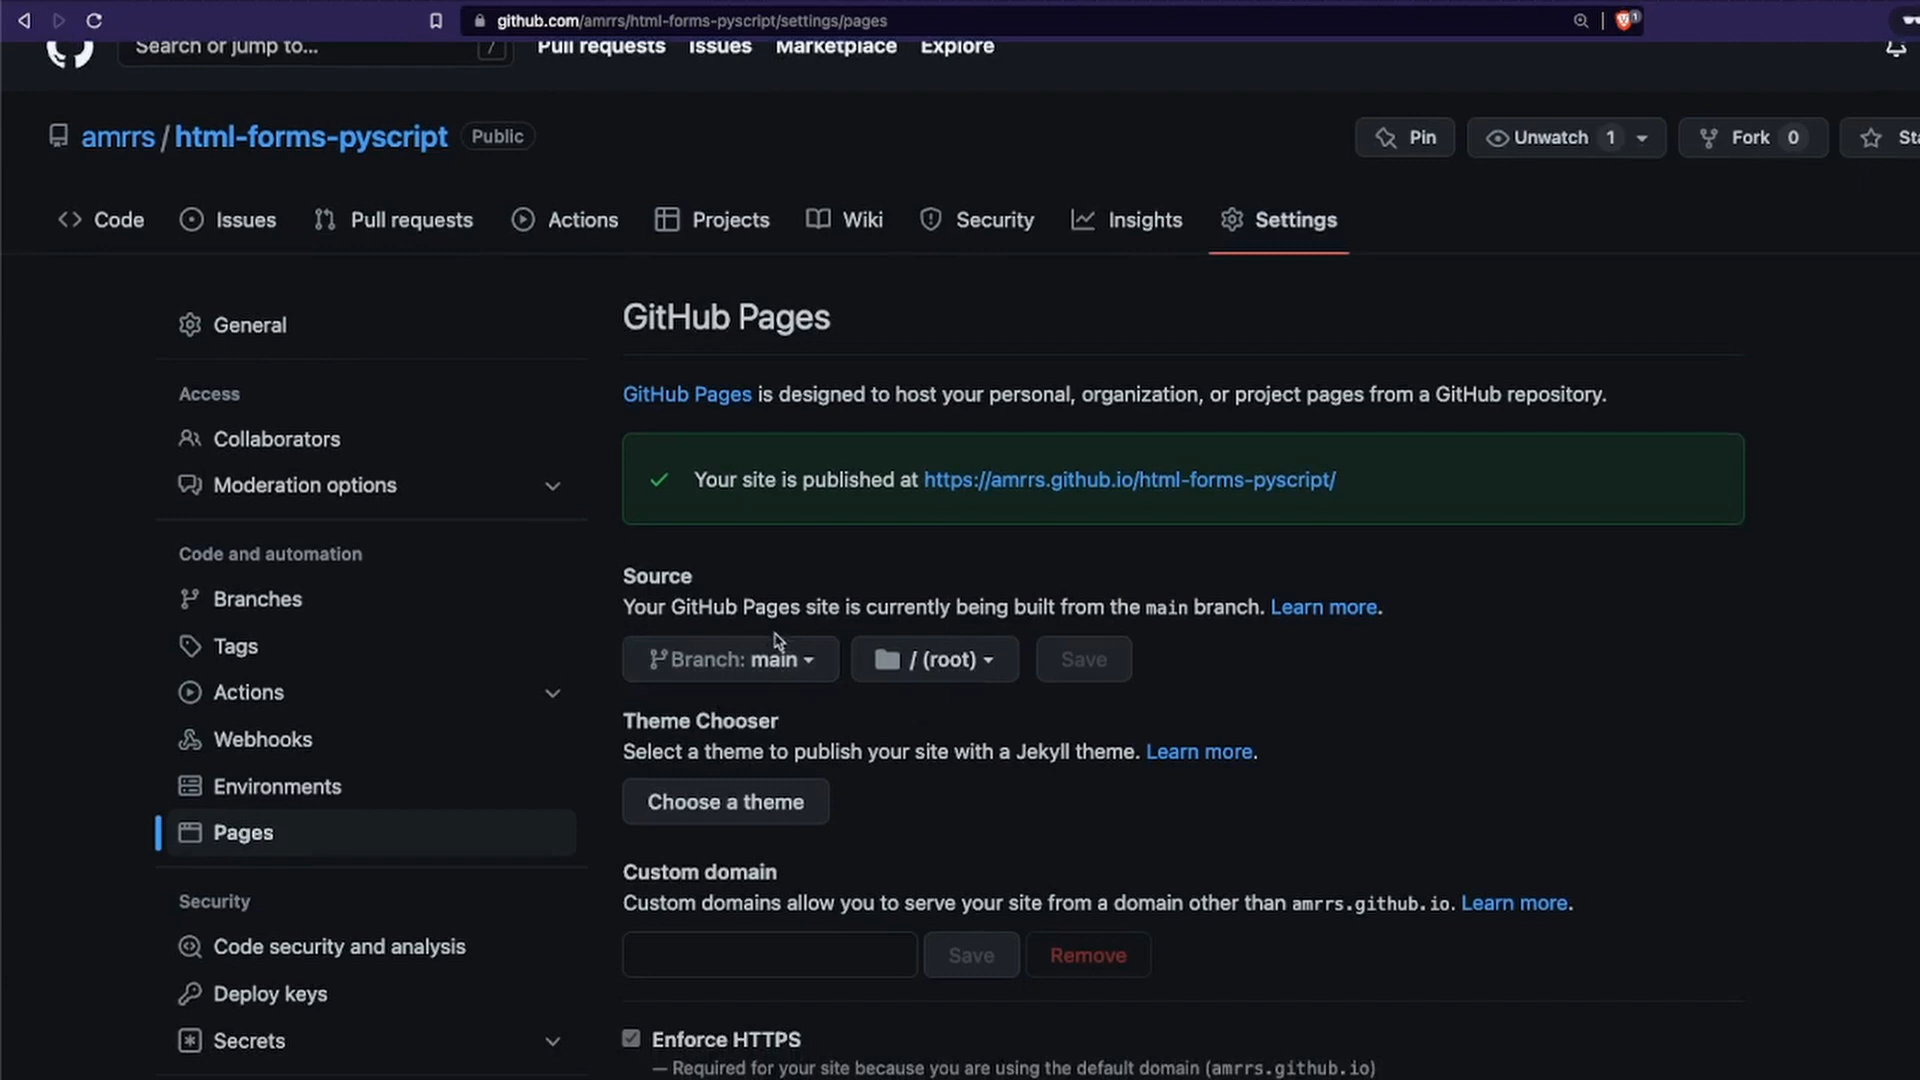 github.com/amrrs/html-forms-pyscript/settings/pages
1
Search or jump to...
/
Pull requests Issues Marketplace Explore
amrrs / html-forms-pyscript Public
Pin
Unwatch 1
Fork 0
Code Issues Pull requests Actions Projects Wiki Security Insights Settings
General
Access
Collaborators
Moderation options
Code and automation
Branches
Tags
Actions
Webhooks
Environments
Pages
Security
Code security and analysis
Deploy keys
Secrets
GitHub Pages
GitHub Pages is designed to host your personal, organization, or project pages from a GitHub repository.
Your site is published at https://amrrs.github.io/html-forms-pyscript/
Source
Your GitHub Pages site is currently being built from the main branch. Learn more.
Branch: main / (root) Save
Theme Chooser
Select a theme to publish your site with a Jekyll theme. Learn more.
Choose a theme
Custom domain
Custom domains allow you to serve your site from a domain other than amrrs.github.io. Learn more.
Save Remove
Enforce HTTPS
— Required for your site because you are using the default domain (amrrs.github.io)